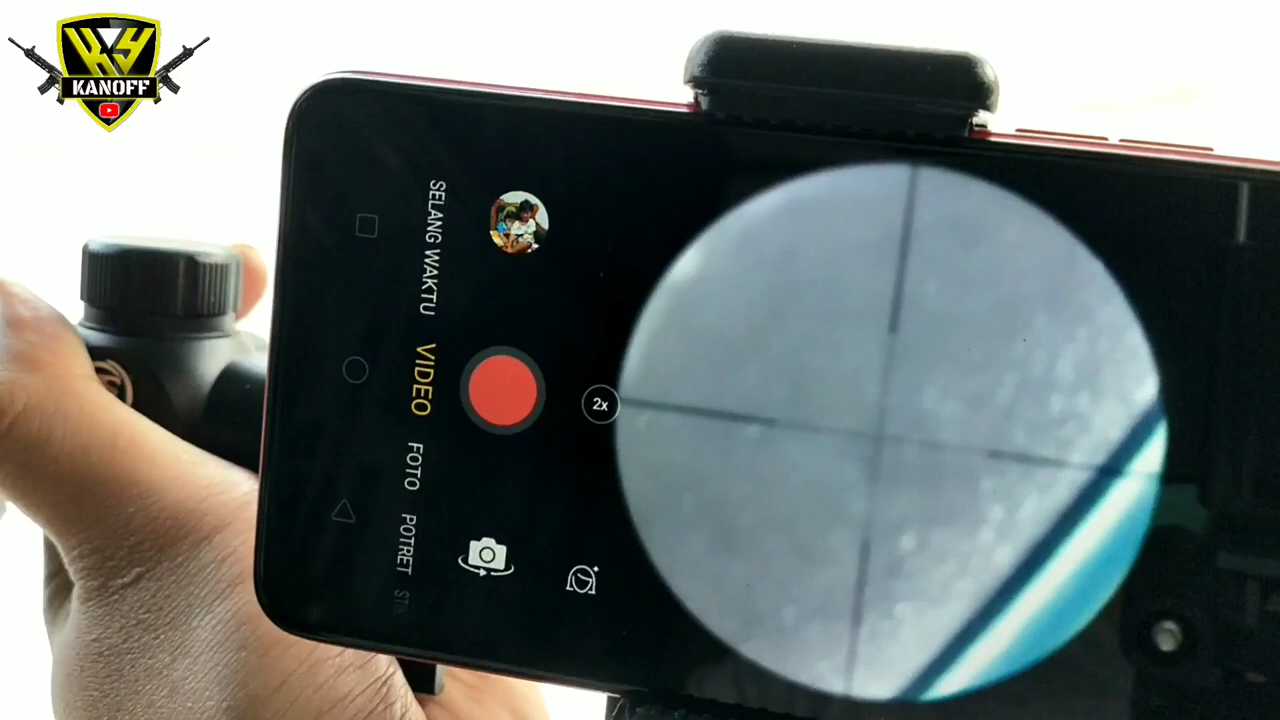 KANOFF
SELANG WAKTU
VIDEO
FOTO
POTRET
2x